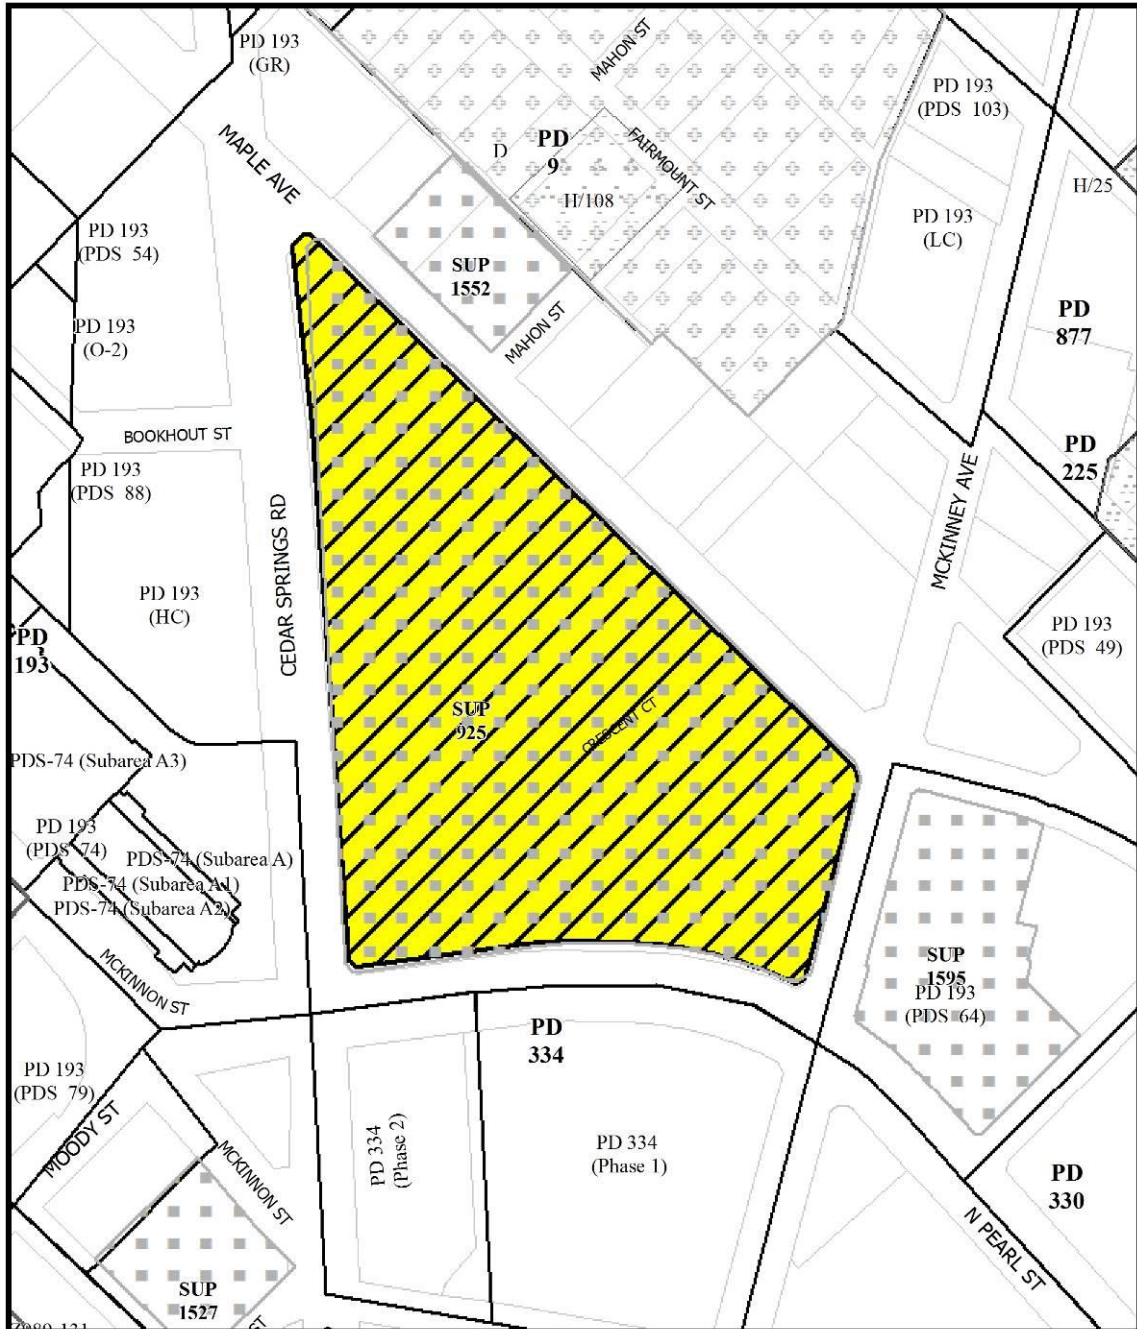 PD 193
(GR)
MAHON ST
PD 193
(PDS 103)
MAPLE AVE
D
PD
9
FAIRMOUNT ST
H/108
H/25
PD 193
(LC)
PD 193
(PDS 54)
SUP
1552
MAHON ST
PD
877
PD 193
(O-2)
BOOKHOUT ST
PD
225
PD 193
(PDS 88)
CEDAR SPRINGS RD
MCKINNEY AVE
PD 193
(HC)
PD
193
PD 193
(PDS 49)
SUP
925
CRESCENT CT
PDS-74 (Subarea A3)
PD 193
(PDS 74)
PDS-74 (Subarea A)
PDS-74 (Subarea A1)
PDS-74 (Subarea A2)
MCKINNON ST
SUP
1595
PD 193
(PDS 64)
PD
334
PD 193
(PDS 79)
MOODY ST
MCKINNON ST
PD 334
(Phase 2)
PD 334
(Phase 1)
PD
330
N PEARL ST
SUP
1527